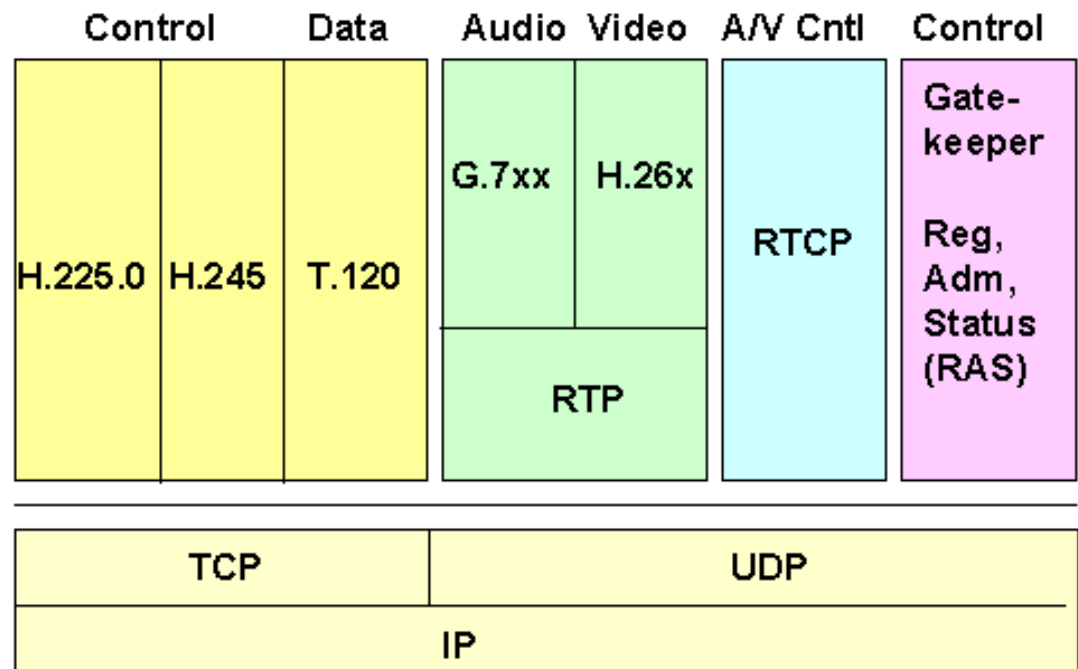 Control Data Audio Video A/V Cntl Control
H.225.0 H.245 T.120
G.7xx H.26x
RTP
RTCP
Gate-
keeper
Reg,
Adm,
Status
(RAS)
TCP UDP
IP